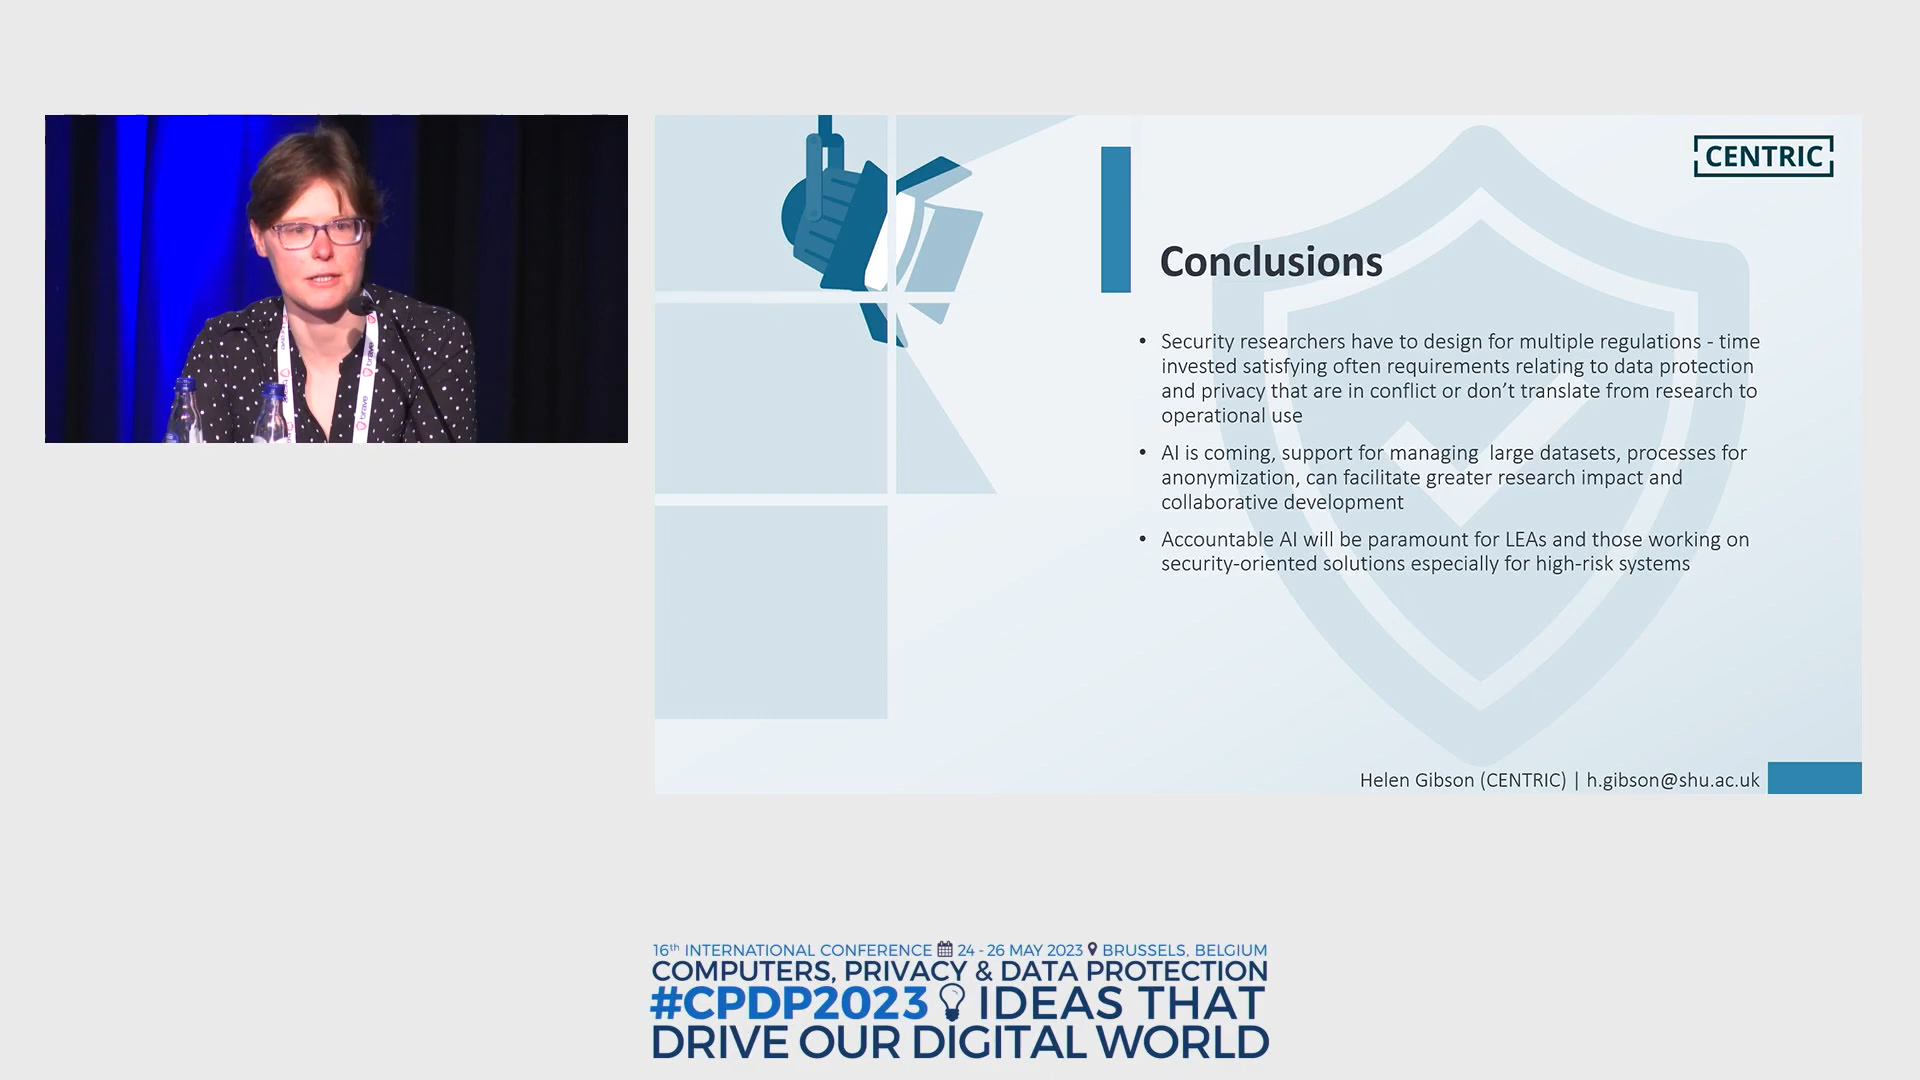 CENTRIC
Conclusions
• Security researchers have to design for multiple regulations - time
invested satisfying often requirements relating to data protection
and privacy that are in conflict or don’t translate from research to
operational use
• AI is coming, support for managing  large datasets, processes for
anonymization, can facilitate greater research impact and
collaborative development
• Accountable AI will be paramount for LEAs and those working on
security-oriented solutions especially for high-risk systems
Helen Gibson (CENTRIC) | h.gibson@shu.ac.uk
brave
brave
16th INTERNATIONAL CONFERENCE 24 - 26 MAY 2023 BRUSSELS, BELGIUM
COMPUTERS, PRIVACY & DATA PROTECTION
#CPDP2023 IDEAS THAT
DRIVE OUR DIGITAL WORLD